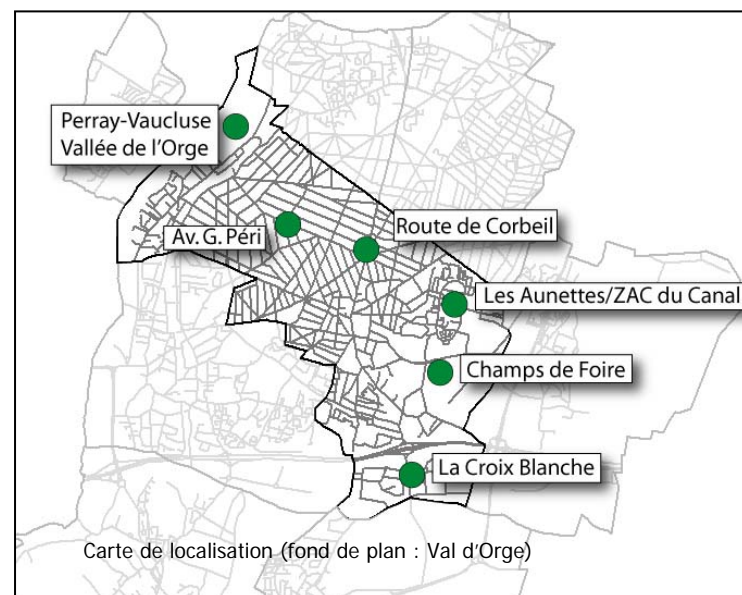 Perray-Vaucluse
Vallée de l'Orge
Av. G. Péri
Route de Corbeil
Les Aunettes/ZAC du Canal
Champs de Foire
La Croix Blanche
Carte de localisation (fond de plan : Val d'Orge)